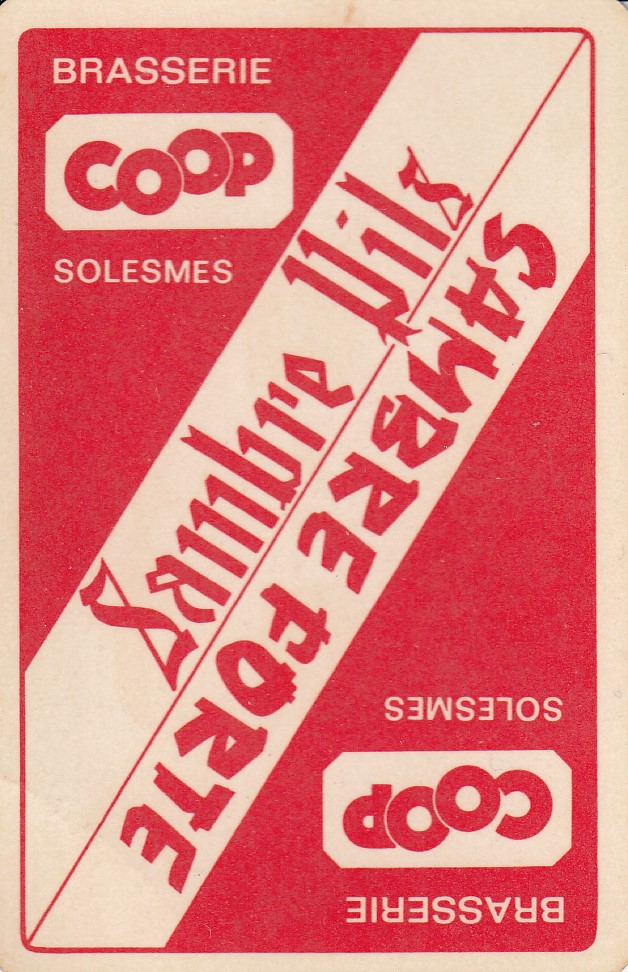 BRASSERIE
COOP
SOLESMES
Sambre Pils
SAMBRE FORTE
SOLESMES
COOP
BRASSERIE